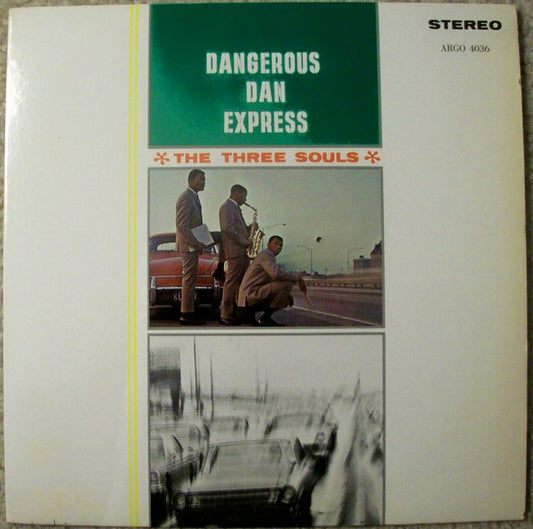 STEREO
ARGO 4036
DANGEROUS
DAN
EXPRESS
THE THREE SOULS